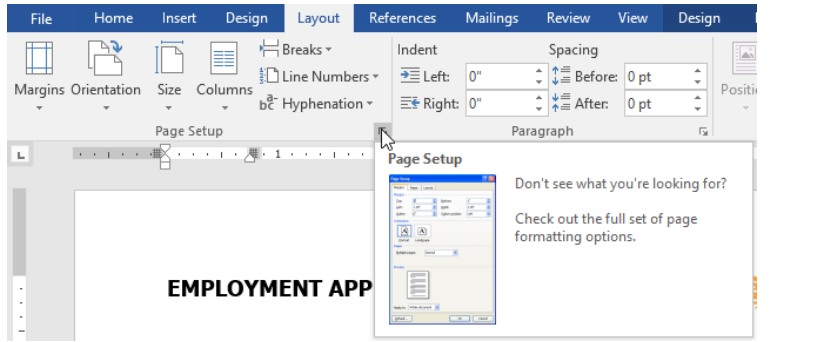 File Home Insert Design Layout References Mailings Review View Design
Breaks Indent Spacing
Line Numbers Left: 0" Before: 0 pt
Margins Orientation Size Columns
Hyphenation Right: 0" After: 0 pt
Page Setup Paragraph
L 1
Page Setup
Don't see what you're looking for?
Check out the full set of page
formatting options.
EMPLOYMENT APP